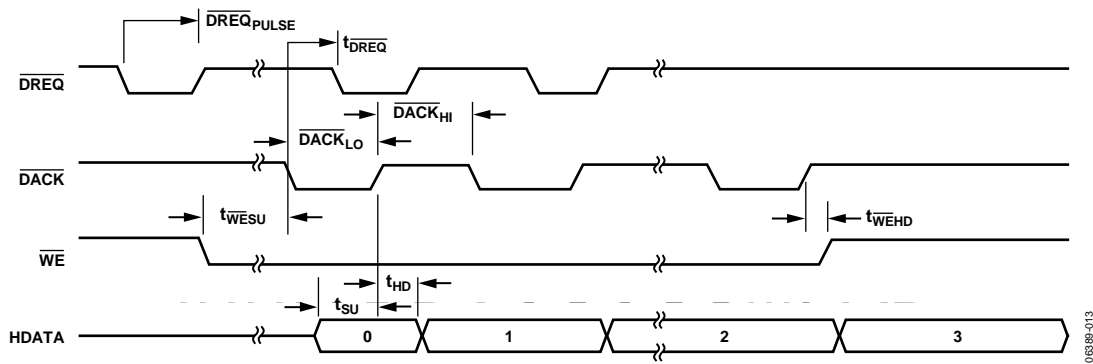 DREQPULSE
tDREQ
DREQ
DACKHI
DACKLO
DACK
tWESU
tWEHD
WE
tHD
tSU
HDATA
0
1
2
3
06389-013